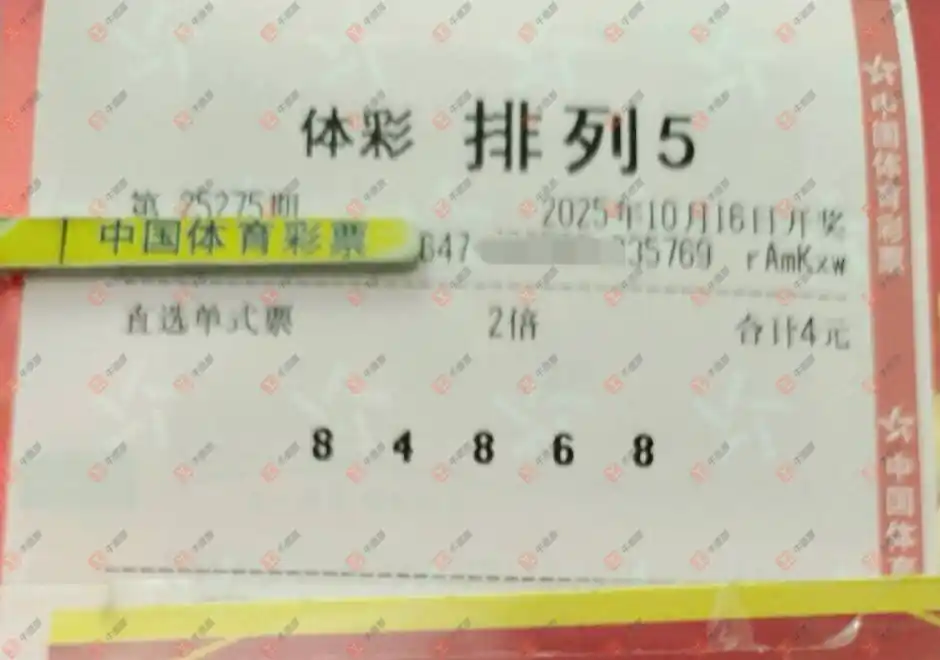 体彩 排列5
第 25275期 2025年10月16日开奖
中国体育彩票 647 335769 rAmKxw
直选单式票 2倍 合计4元
8 4 8 6 8
中国体育彩票
中国体育